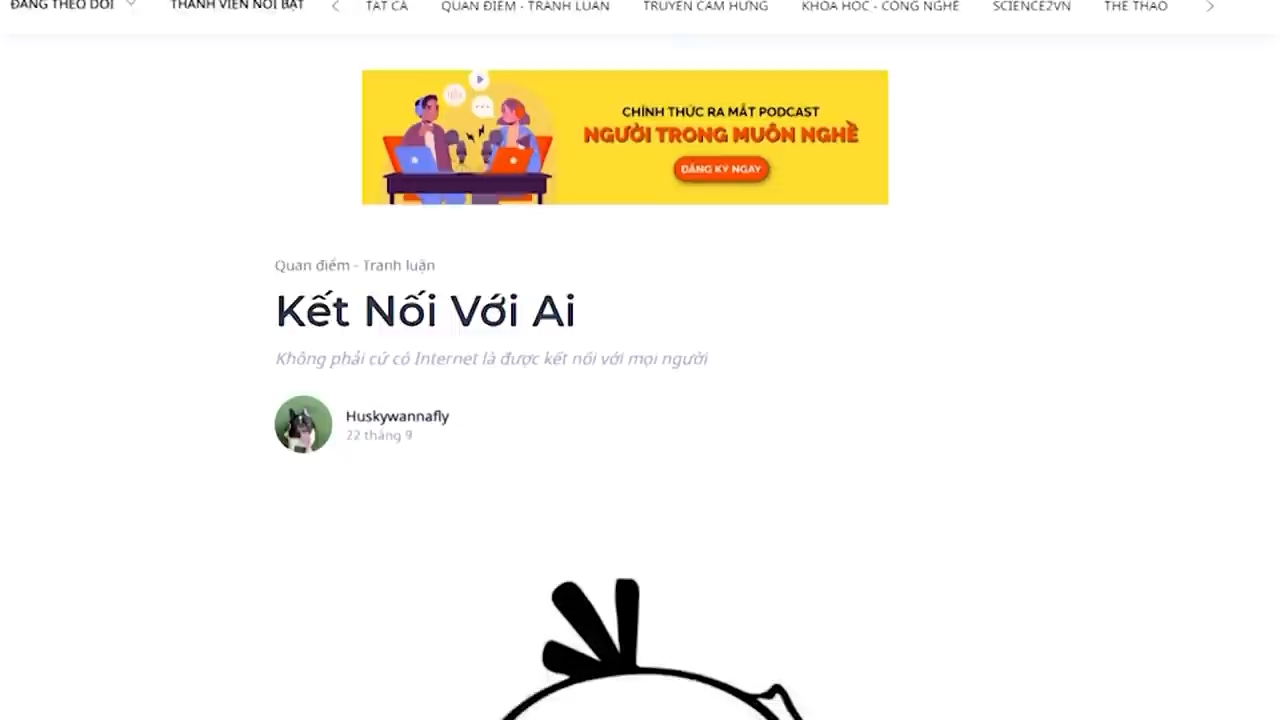 ĐANG THEO DÕI
THÀNH VIÊN NỔI BẬT
TẤT CẢ
QUAN ĐIỂM - TRANH LUẬN
TRUYỀN CẢM HỨNG
KHOA HỌC - CÔNG NGHỆ
SCIENCE2VN
THỂ THAO
CHÍNH THỨC RA MẮT PODCAST
NGƯỜI TRONG MUÔN NGHỀ
ĐĂNG KÝ NGAY
Quan điểm - Tranh luận
Kết Nối Với Ai
Không phải cứ có Internet là được kết nối với mọi người
Huskywannafly
22 tháng 9